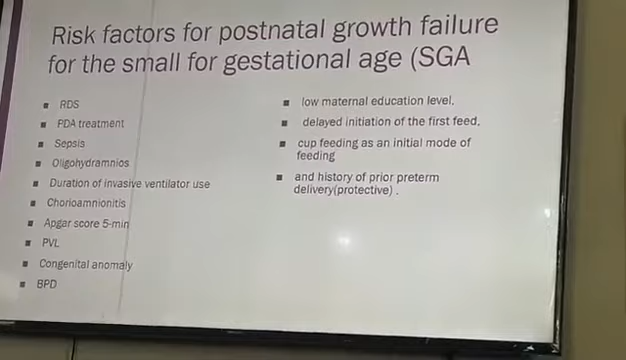 Risk factors for postnatal growth failure
for the small for gestational age (SGA
RDS
PDA treatment
Sepsis
Oligohydramnios
Duration of invasive ventilator use
Chorioamnionitis
Apgar score 5-min
PVL
Congenital anomaly
BPD
low maternal education level,
delayed initiation of the first feed,
cup feeding as an initial mode of
feeding
and history of prior preterm
delivery(protective) .